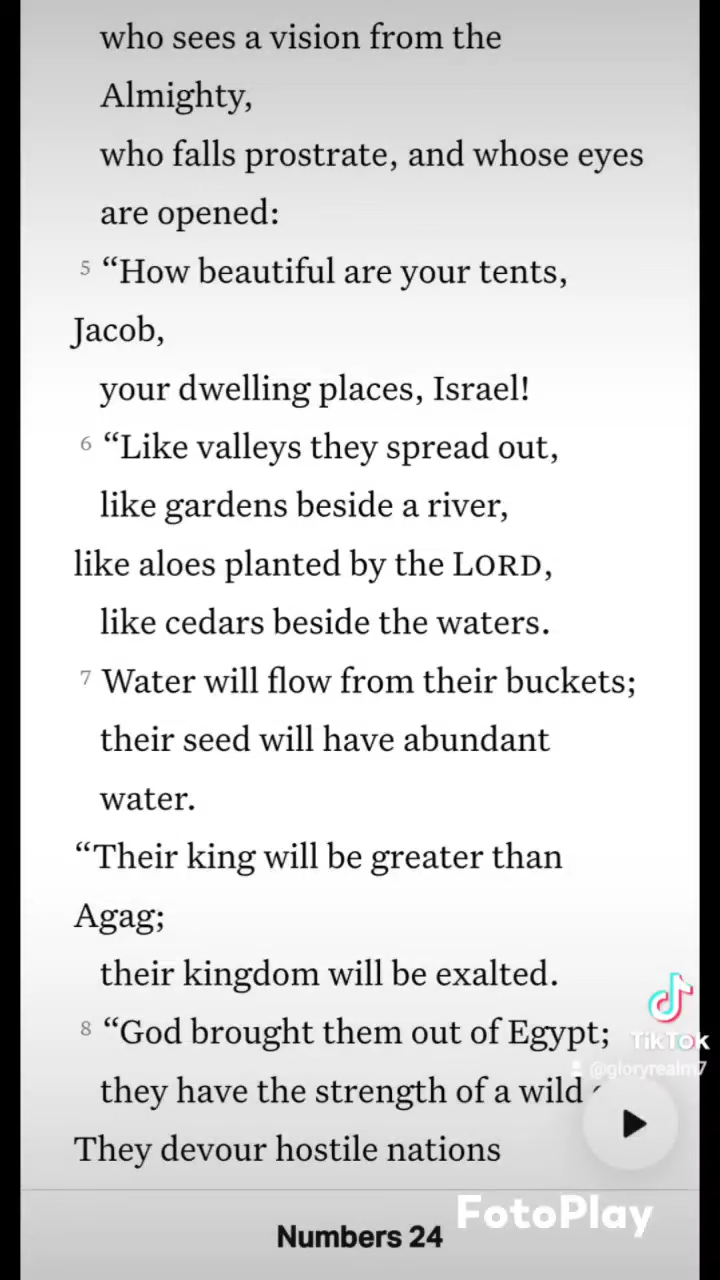 who sees a vision from the
Almighty,
who falls prostrate, and whose eyes
are opened:
5 “How beautiful are your tents,
Jacob,
your dwelling places, Israel!
6 “Like valleys they spread out,
like gardens beside a river,
like aloes planted by the LORD,
like cedars beside the waters.
7 Water will flow from their buckets;
their seed will have abundant
water.
“Their king will be greater than
Agag;
their kingdom will be exalted.
8 “God brought them out of Egypt;
TikTok
@gloryrealm7
they have the strength of a wild
They devour hostile nations
FotoPlay
Numbers 24